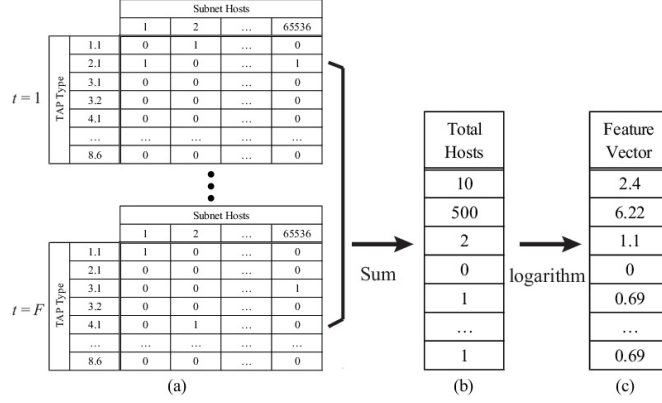 Subnet Hosts
1 2 … 65536
t = 1
TAP Type
1.1 0 1 … 0
2.1 1 0 … 1
3.1 0 0 … 0
3.2 0 0 … 0
4.1 0 0 … 0
… … … … …
8.6 0 0 … 0
Subnet Hosts
1 2 … 65536
t = F
TAP Type
1.1 1 0 … 0
2.1 0 0 … 0
3.1 0 0 … 1
3.2 0 0 … 0
4.1 0 1 … 0
… … … … …
8.6 0 0 … 0
(a)
Sum
Total
Hosts
10
500
2
0
1
…
1
(b)
logarithm
Feature
Vector
2.4
6.22
1.1
0
0.69
…
0.69
(c)